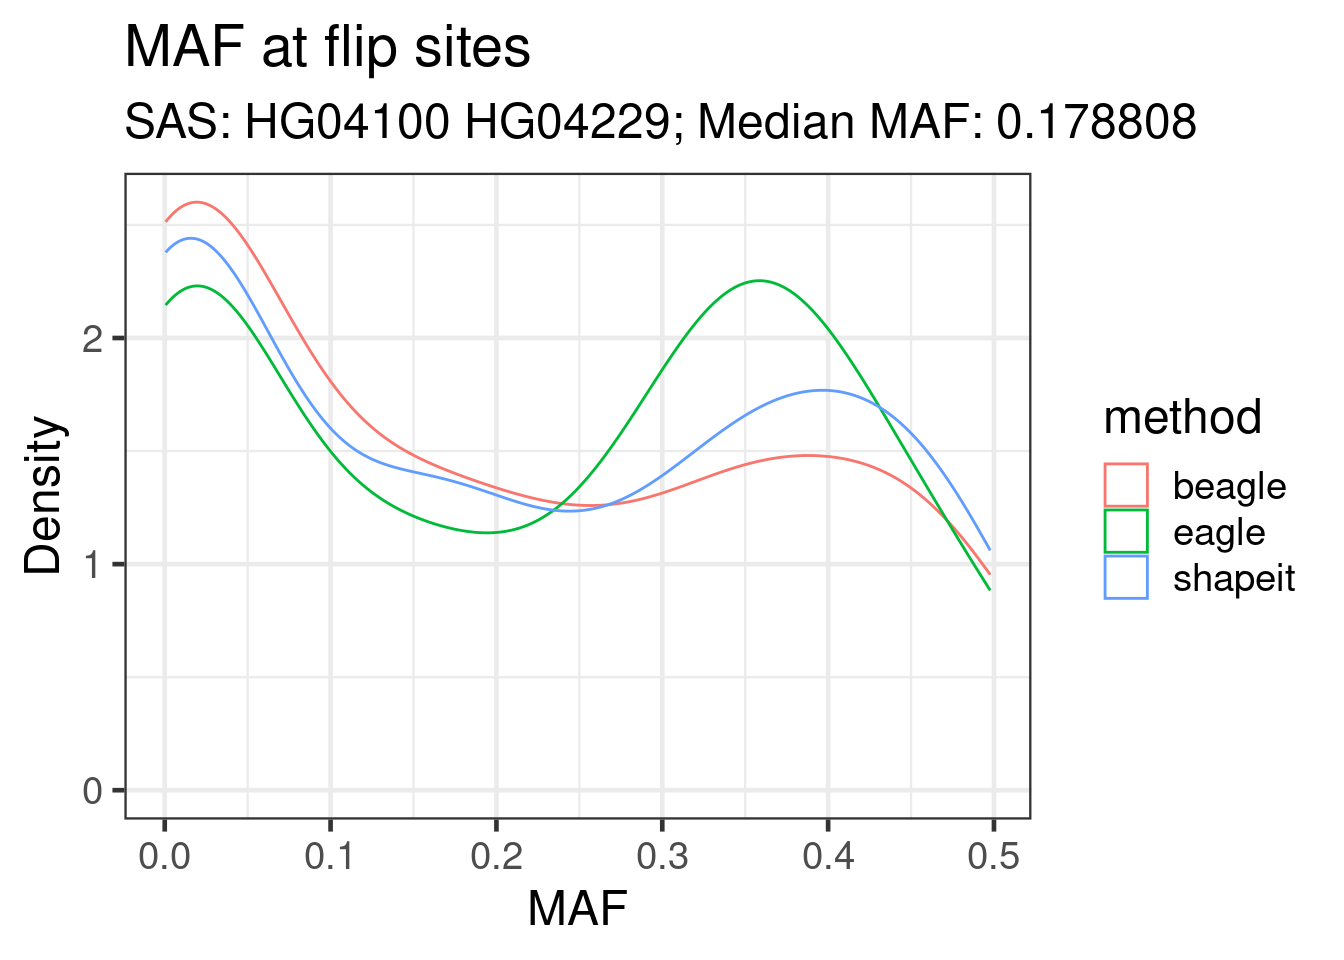 MAF at flip sites
SAS: HG04100 HG04229; Median MAF: 0.178808
Density
2
1
0
0.0 0.1 0.2 0.3 0.4 0.5
MAF
method
beagle
eagle
shapeit